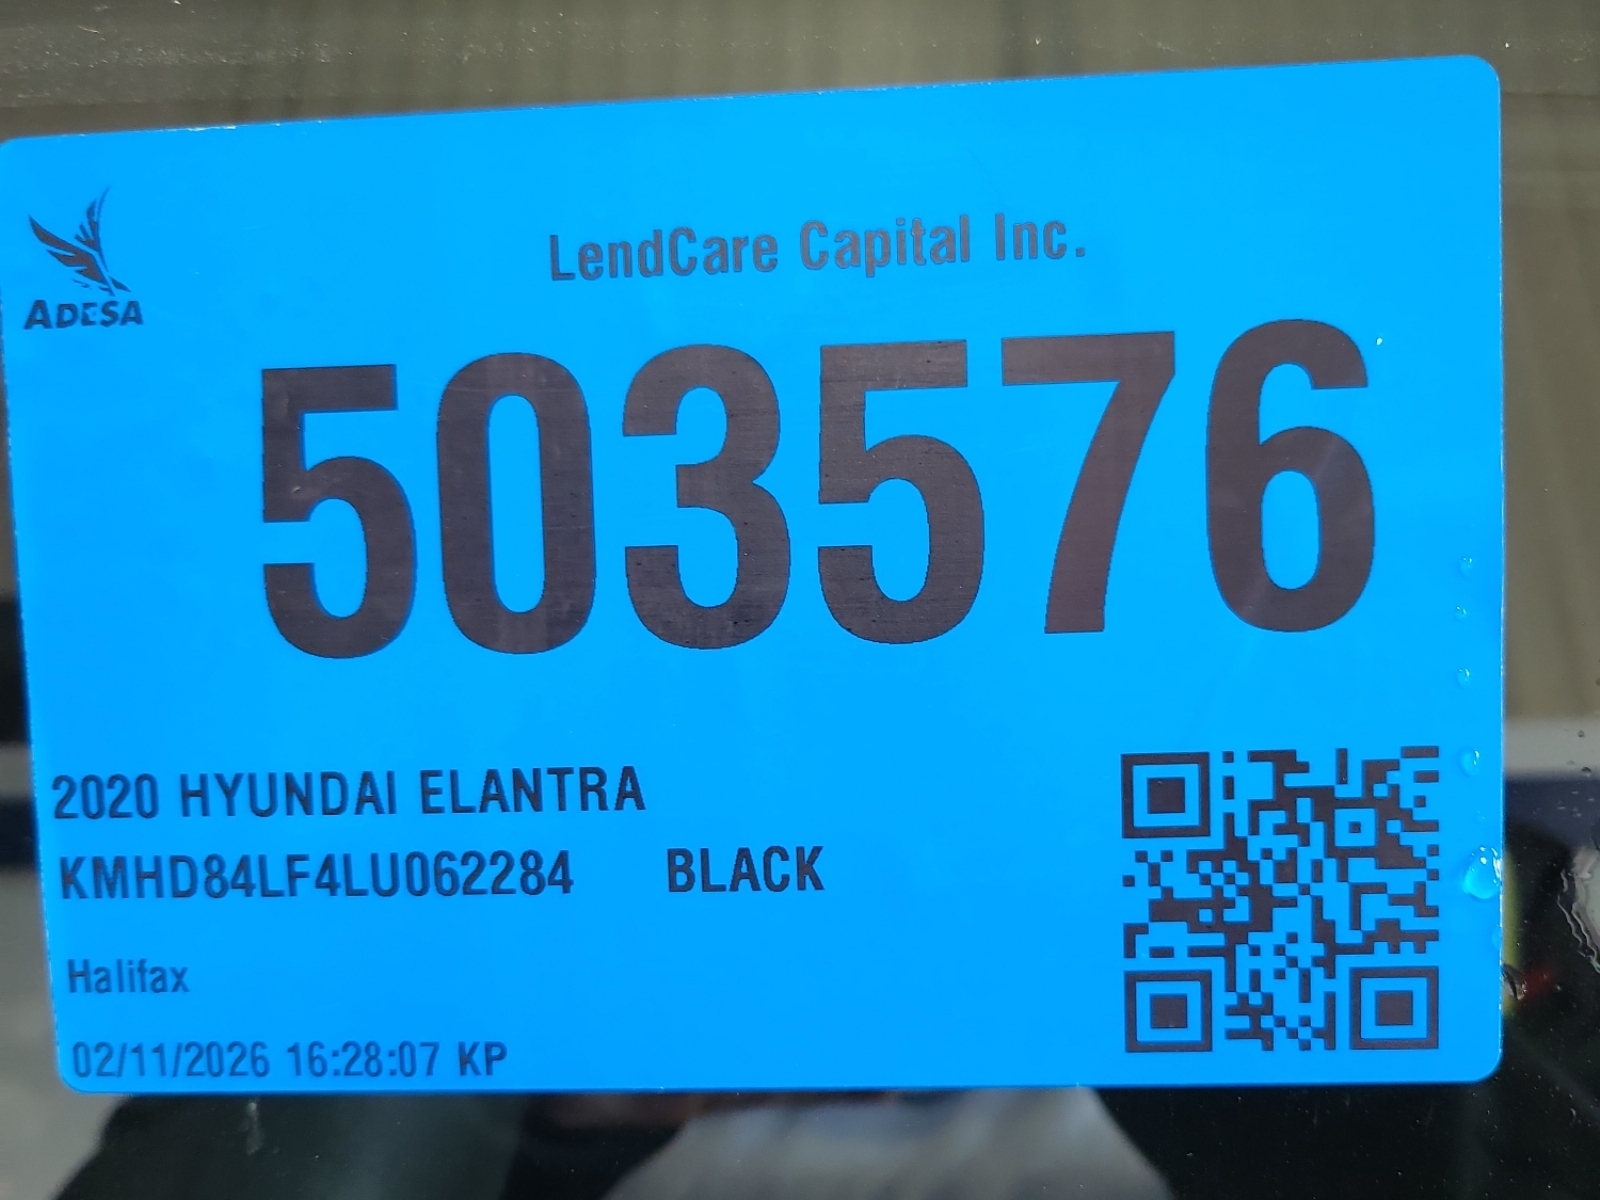 ADESA
LendCare Capital Inc.
503576
2020 HYUNDAI ELANTRA
KMHD84LF4LU062284 BLACK
Halifax
02/11/2026 16:28:07 KP